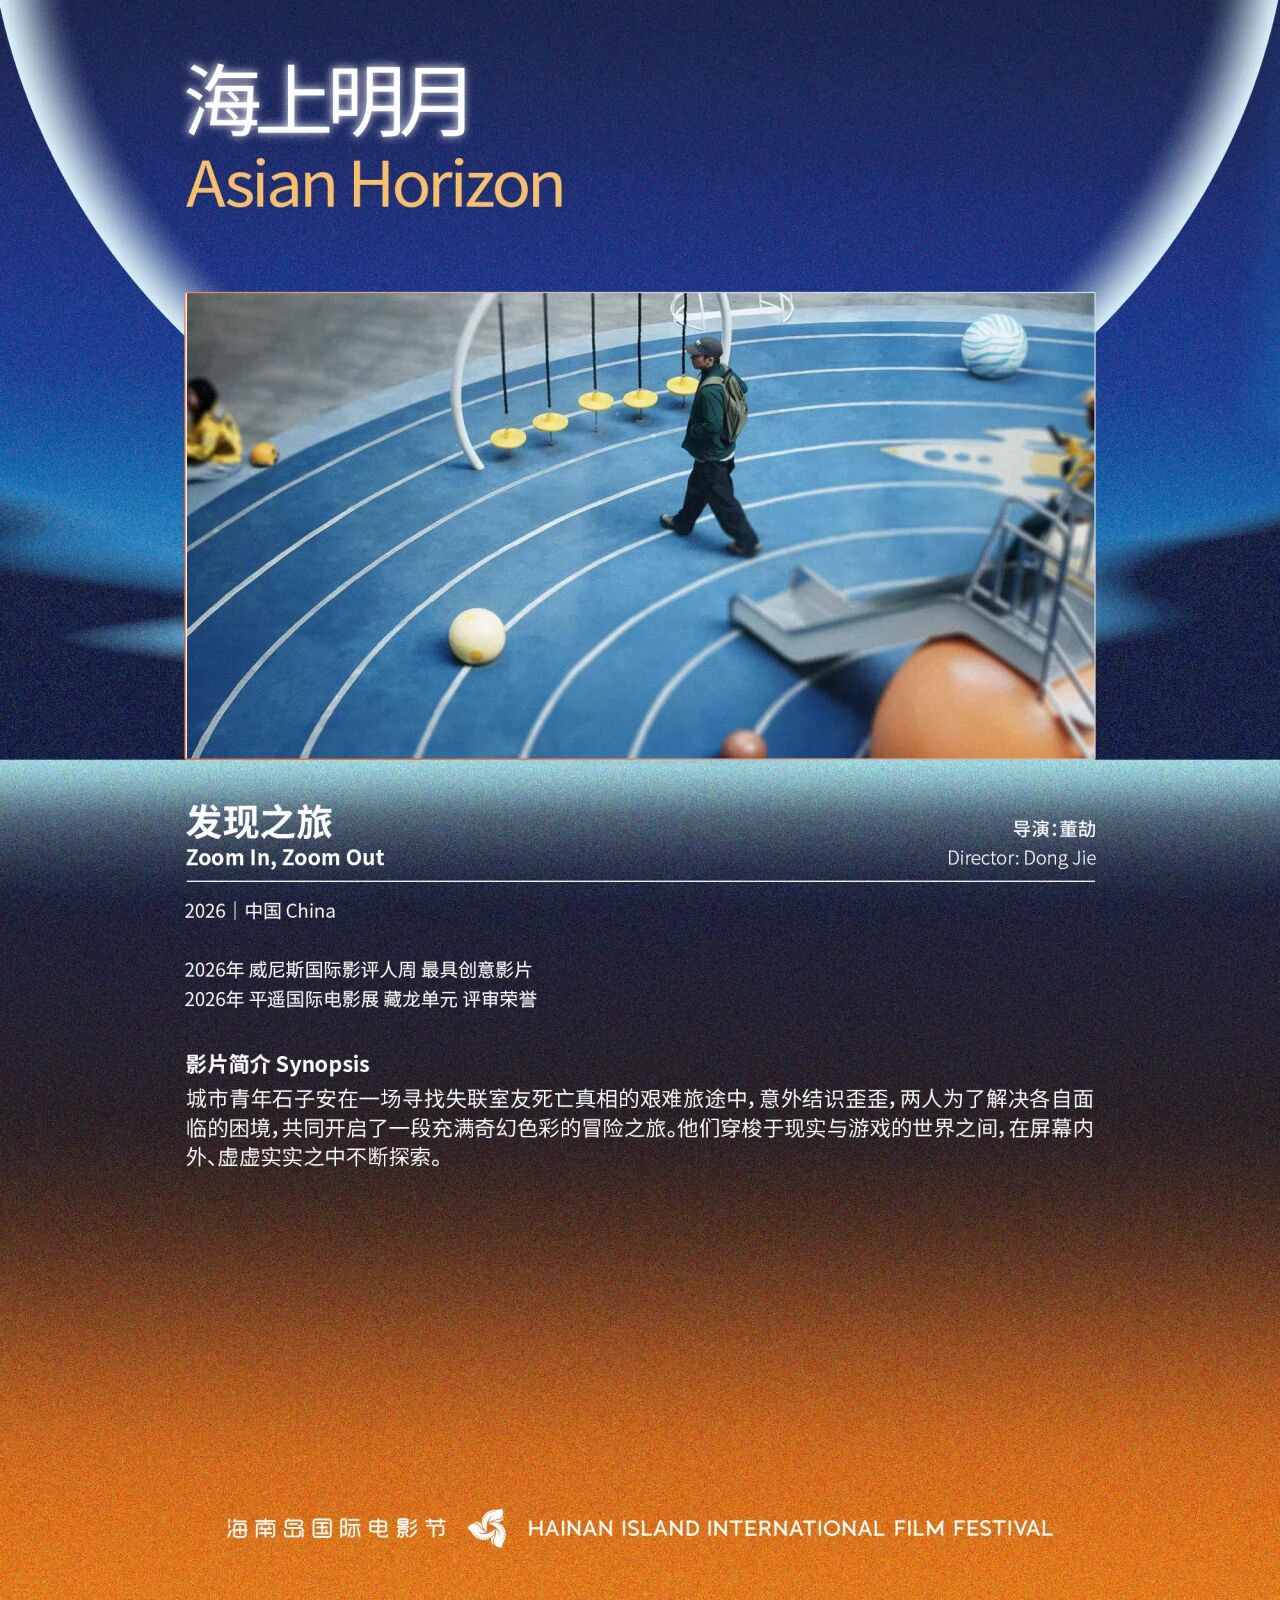 海上明月
Asian Horizon
发现之旅
Zoom In, Zoom Out
导演：董劼
Director: Dong Jie
2026｜中国 China
2026年 威尼斯国际影评人周 最具创意影片
2026年 平遥国际电影展 藏龙单元 评审荣誉
影片简介 Synopsis
城市青年石子安在一场寻找失联室友死亡真相的艰难旅途中，意外结识歪歪，两人为了解决各自面
临的困境，共同开启了一段充满奇幻色彩的冒险之旅。他们穿梭于现实与游戏的世界之间，在屏幕内
外、虚虚实实之中不断探索。
海南岛国际电影节 HAINAN ISLAND INTERNATIONAL FILM FESTIVAL